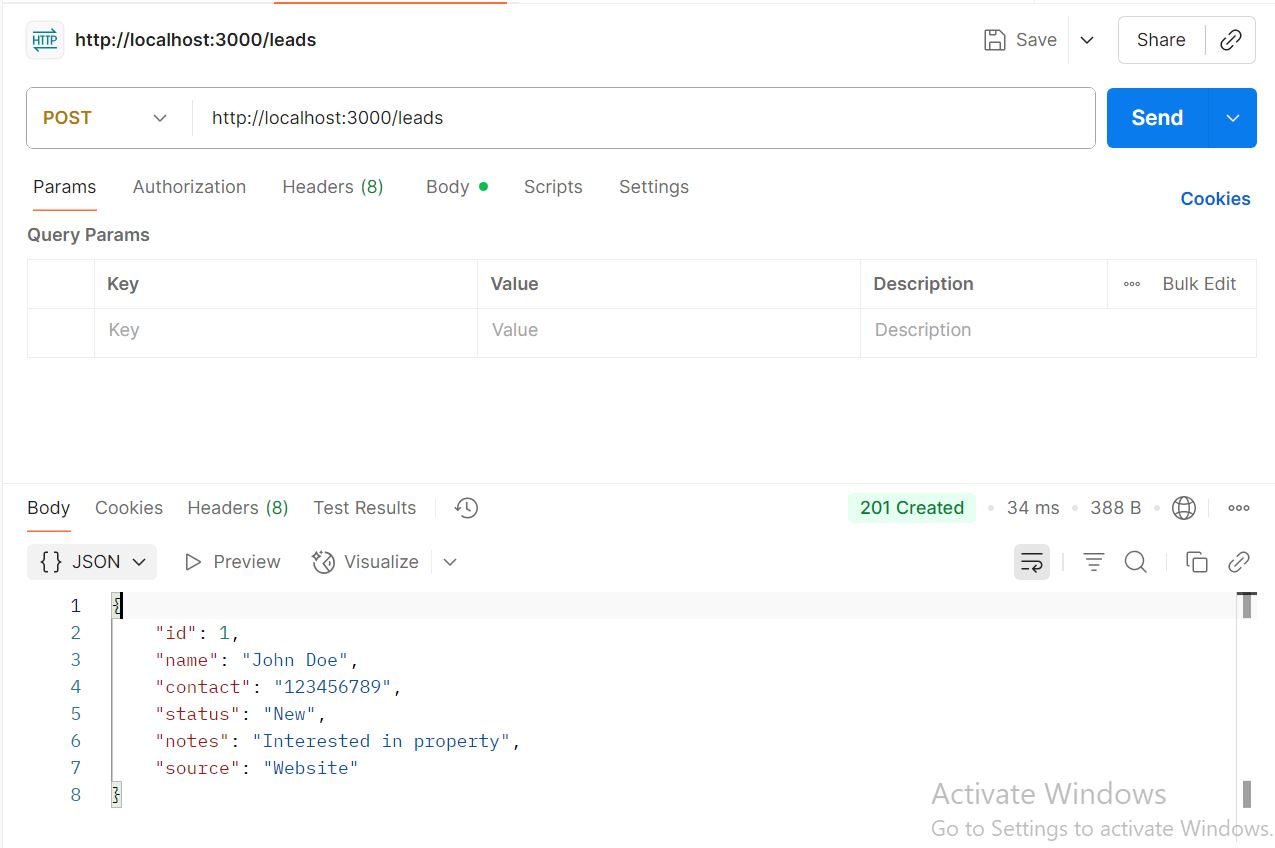 HTTP http://localhost:3000/leads Save Share
POST http://localhost:3000/leads Send
Params Authorization Headers (8) Body Scripts Settings Cookies
Query Params
Key Value Description Bulk Edit
Key Value Description
Body Cookies Headers (8) Test Results 201 Created 34 ms 388 B
{} JSON Preview Visualize
1 {
2 "id": 1,
3 "name": "John Doe",
4 "contact": "123456789",
5 "status": "New",
6 "notes": "Interested in property",
7 "source": "Website"
8 }
Activate Windows
Go to Settings to activate Windows.